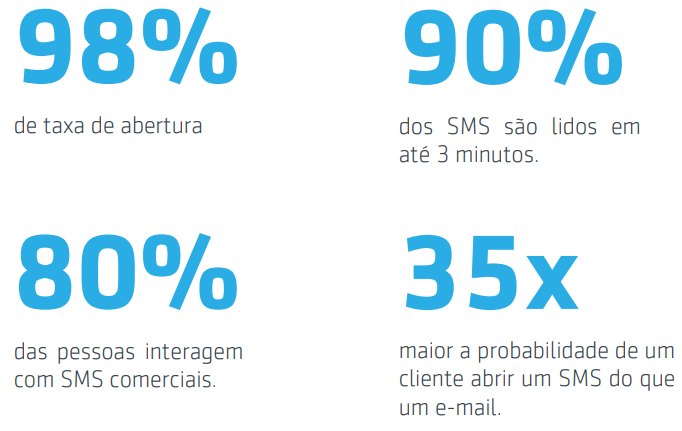 98%
de taxa de abertura
90%
dos SMS são lidos em
até 3 minutos.
80%
das pessoas interagem
com SMS comerciais.
35x
maior a probabilidade de um
cliente abrir um SMS do que
um e-mail.